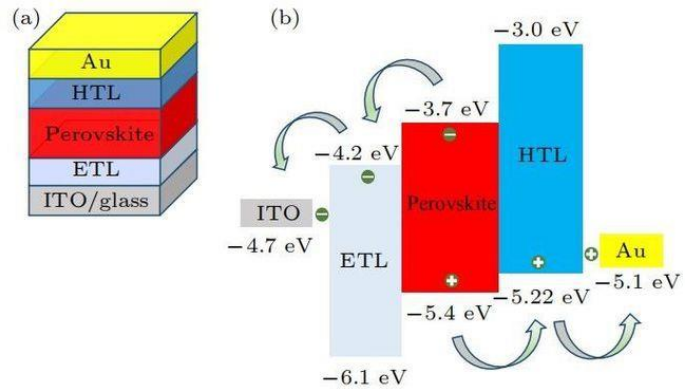 (a)
Au
HTL
Perovskite
ETL
ITO/glass
(b)
−3.0 eV
−3.7 eV
−4.2 eV
HTL
ITO
Perovskite
−4.7 eV
ETL
Au
−5.1 eV
−5.4 eV
−5.22 eV
−6.1 eV